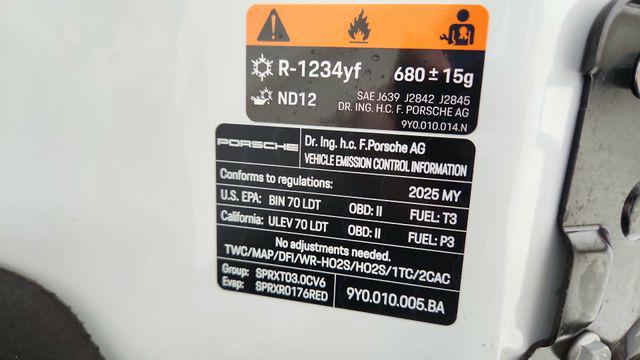 R-1234yf 680 ± 15g
ND12 SAE J639 J2842 J2845
DR. ING. H.C. F. PORSCHE AG
9Y0.010.014.N
PORSCHE Dr. Ing. h.c. F.Porsche AG
VEHICLE EMISSION CONTROL INFORMATION
Conforms to regulations: 2025 MY
U.S. EPA: BIN 70 LDT OBD: II FUEL: T3
California: ULEV 70 LDT OBD: II FUEL: P3
No adjustments needed.
TWC/MAP/DFI/WR-HO2S/HO2S/1TC/2CAC
Group: SPRXT03.0CV6
Evap: SPRXR0176RED 9Y0.010.005.BA